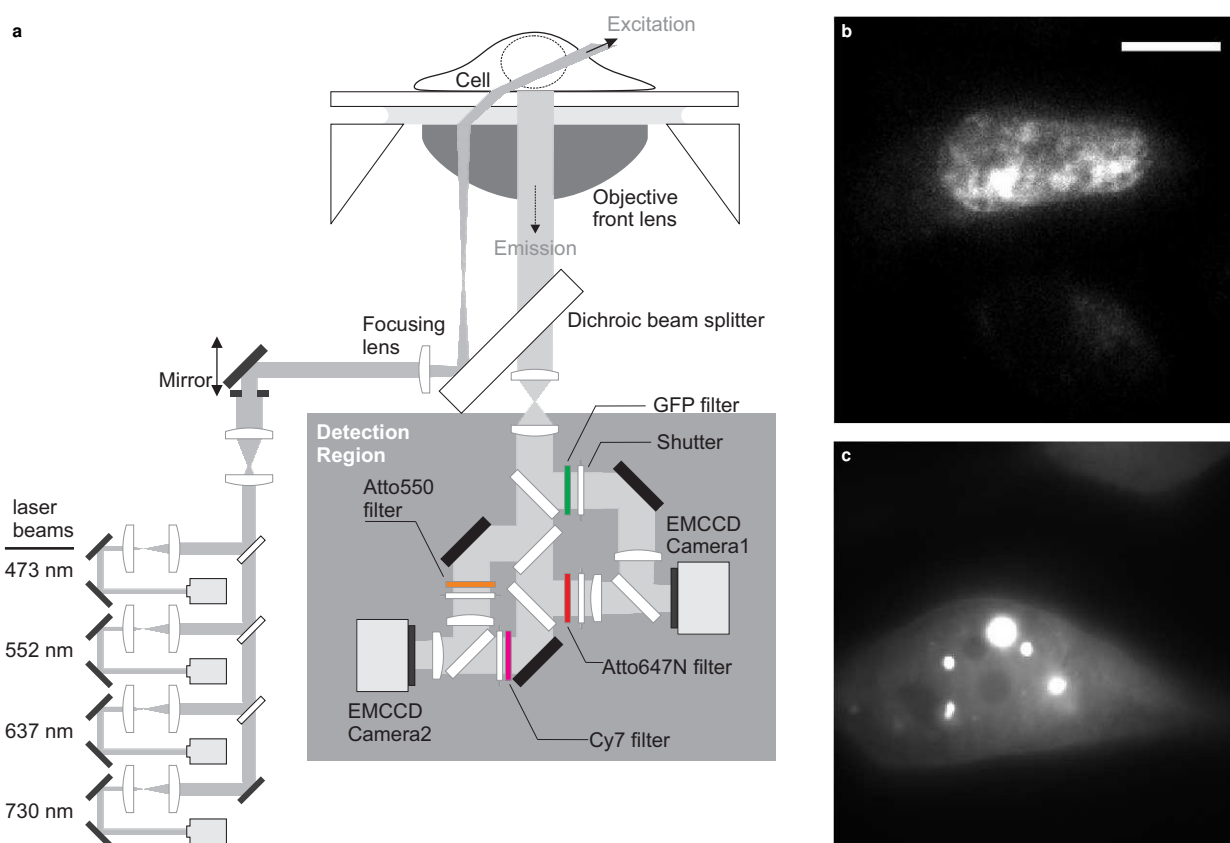 a
Excitation
Cell
Objective
front lens
Emission
Focusing
lens
Dichroic beam splitter
Mirror
GFP filter
Detection
Region
Shutter
Atto550
filter
laser
beams
EMCCD
Camera1
473 nm
552 nm
Atto647N filter
637 nm
EMCCD
Camera2
Cy7 filter
730 nm
b
c